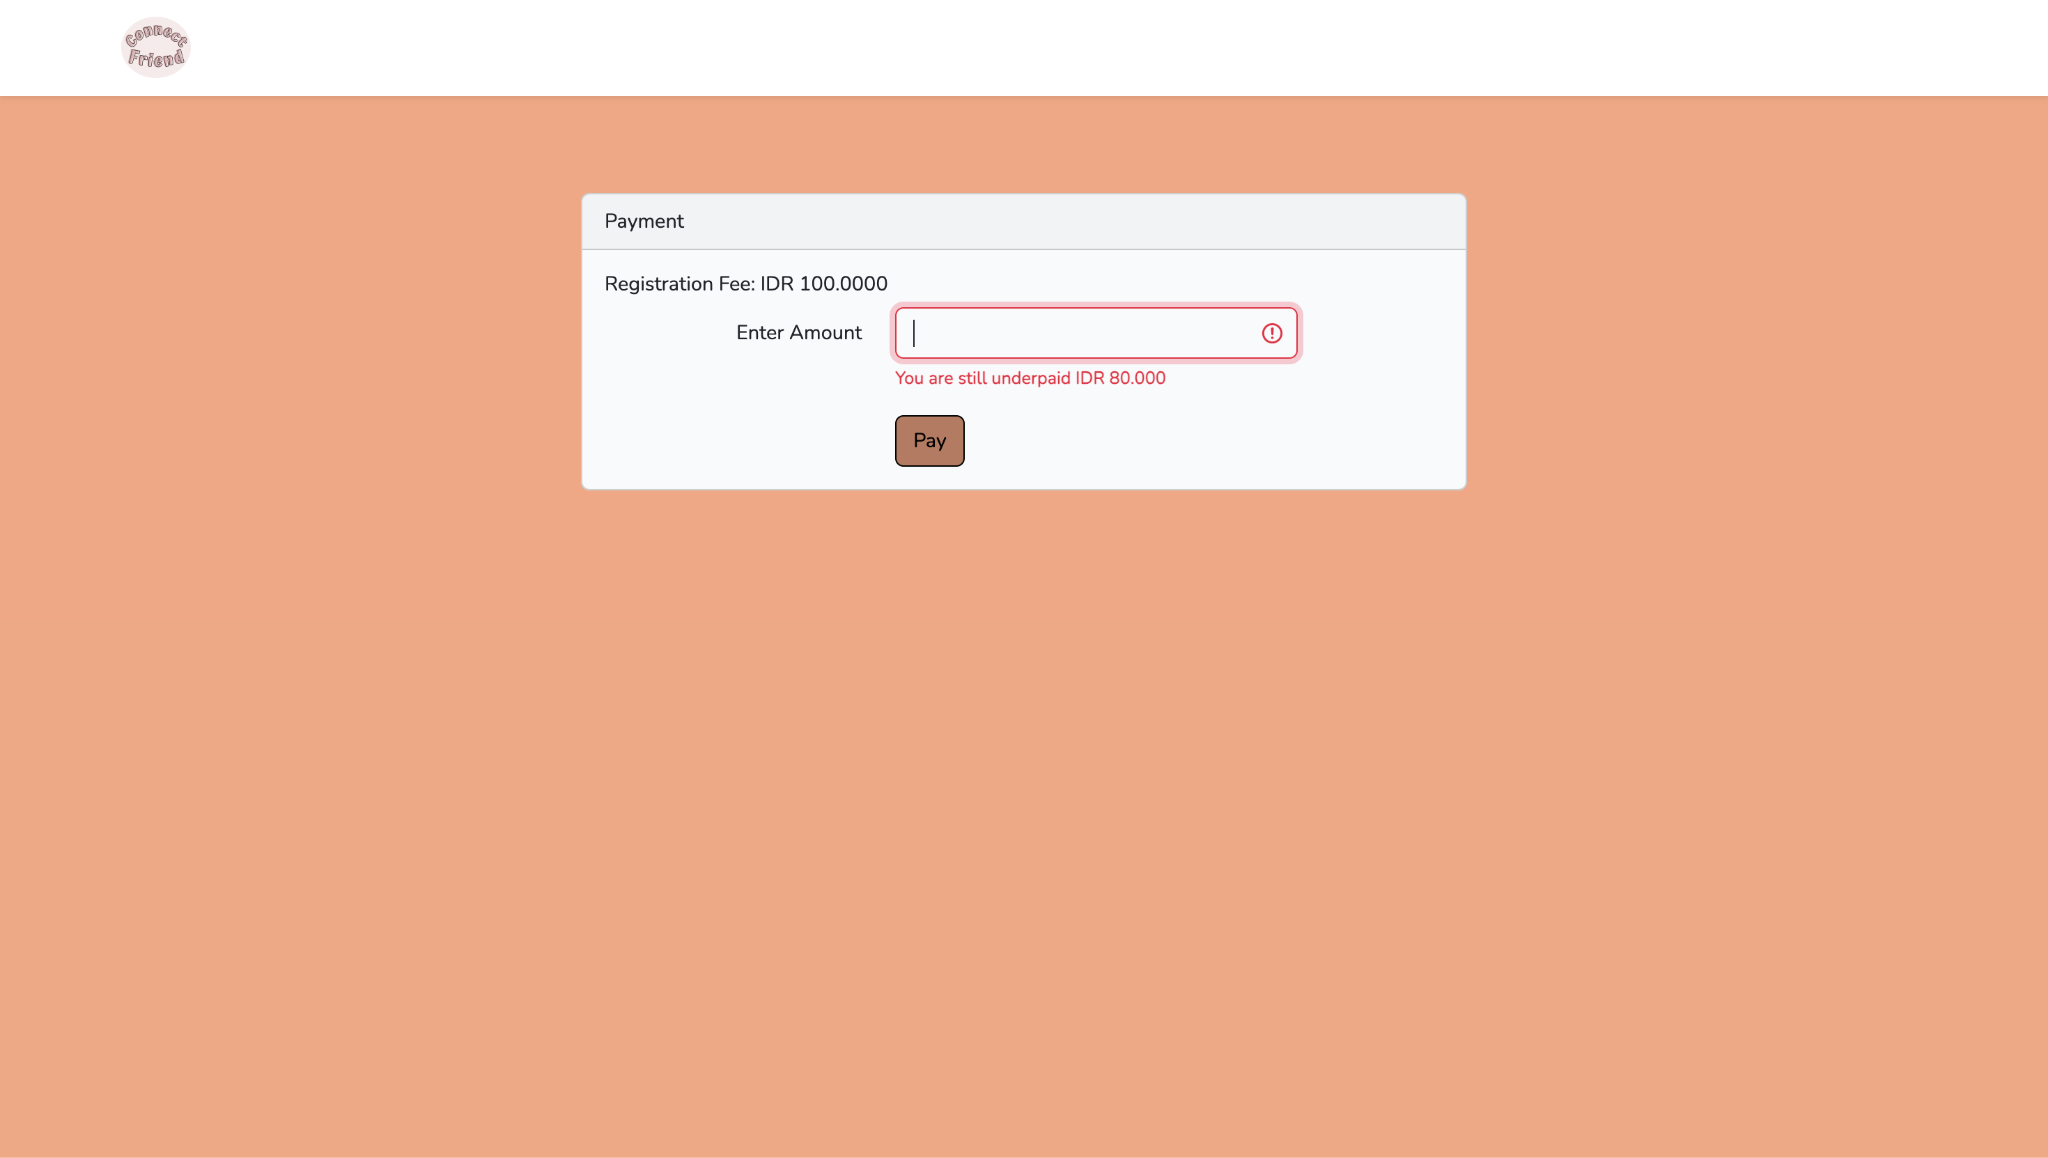 Connect
Friend
Payment
Registration Fee: IDR 100.0000
Enter Amount
You are still underpaid IDR 80.000
Pay